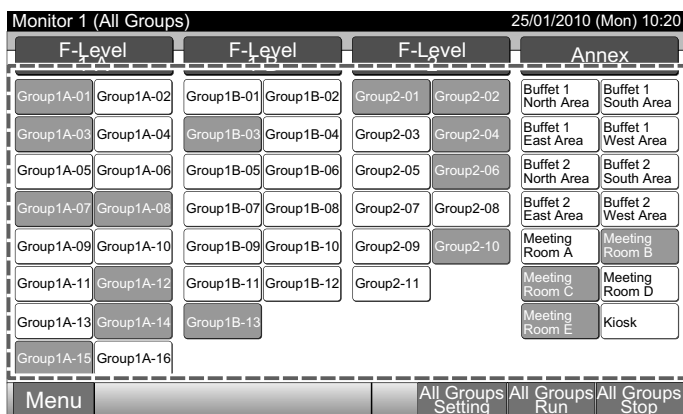 Monitor 1 (All Groups) 25/01/2010 (Mon) 10:20
F-Level 1A F-Level 1B F-Level 2 Annex
Group1A-01 Group1A-02 Group1B-01 Group1B-02 Group2-01 Group2-02 Buffet 1 North Area Buffet 1 South Area
Group1A-03 Group1A-04 Group1B-03 Group1B-04 Group2-03 Group2-04 Buffet 1 East Area Buffet 1 West Area
Group1A-05 Group1A-06 Group1B-05 Group1B-06 Group2-05 Group2-06 Buffet 2 North Area Buffet 2 South Area
Group1A-07 Group1A-08 Group1B-07 Group1B-08 Group2-07 Group2-08 Buffet 2 East Area Buffet 2 West Area
Group1A-09 Group1A-10 Group1B-09 Group1B-10 Group2-09 Group2-10 Meeting Room A Meeting Room B
Group1A-11 Group1A-12 Group1B-11 Group1B-12 Group2-11 Meeting Room C Meeting Room D
Group1A-13 Group1A-14 Group1B-13 Meeting Room E Kiosk
Group1A-15 Group1A-16
Menu All Groups Setting All Groups Run All Groups Stop